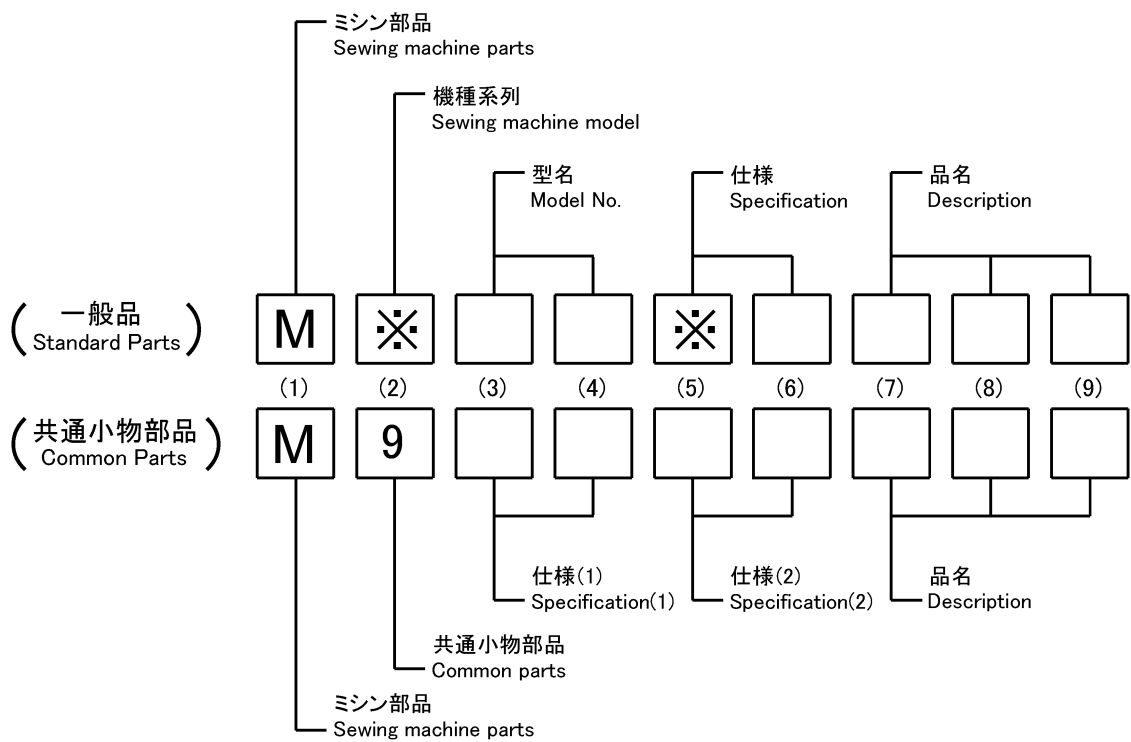 ミシン部品
Sewing machine parts
機種系列
Sewing machine model
型名
Model No.
仕様
Specification
品名
Description
(一般品
Standard Parts)
M ※ ※
(1) (2) (3) (4) (5) (6) (7) (8) (9)
(共通小物部品
Common Parts)
M 9
仕様(1)
Specification(1)
仕様(2)
Specification(2)
品名
Description
共通小物部品
Common parts
ミシン部品
Sewing machine parts